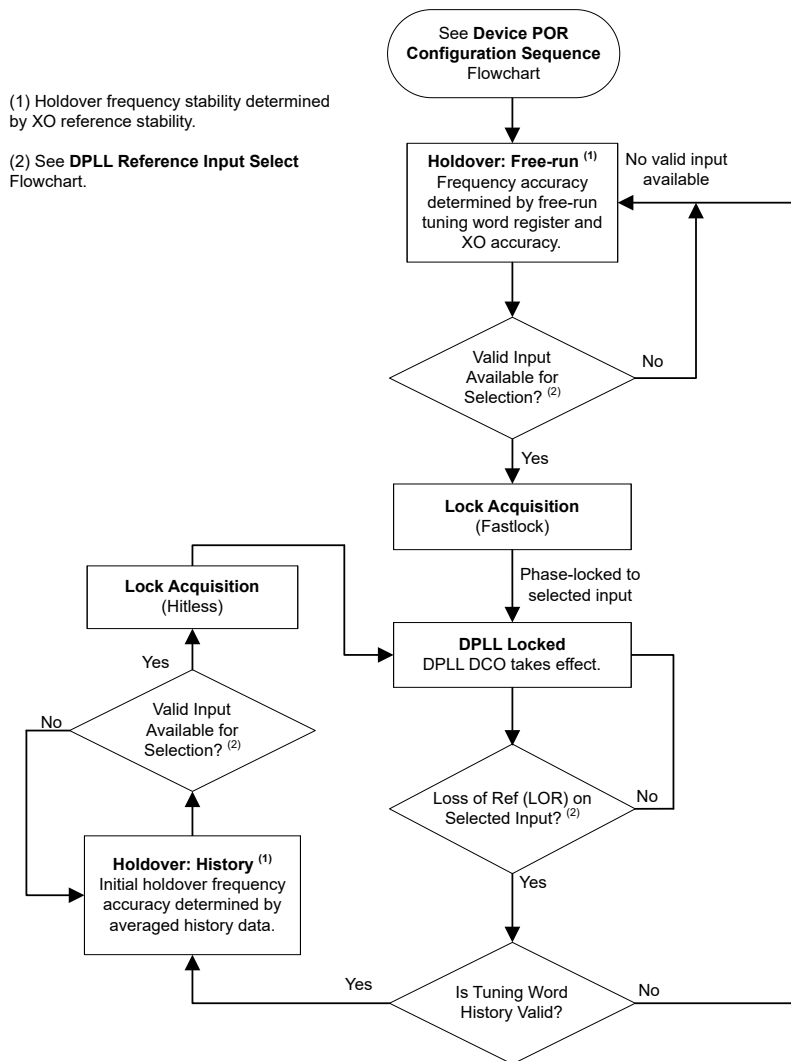 See Device POR
Configuration Sequence
Flowchart
(1) Holdover frequency stability determined
by XO reference stability.
(2) See DPLL Reference Input Select
Flowchart.
Holdover: Free-run (1)
Frequency accuracy
determined by free-run
tuning word register and
XO accuracy.
No valid input
available
Valid Input
Available for
Selection? (2)
No
Yes
Lock Acquisition
(Fastlock)
Phase-locked to
selected input
Lock Acquisition
(Hitless)
DPLL Locked
DPLL DCO takes effect.
Yes
No
Valid Input
Available for
Selection? (2)
Loss of Ref (LOR) on
Selected Input? (2)
No
Holdover: History (1)
Initial holdover frequency
accuracy determined by
averaged history data.
Yes
Yes
Is Tuning Word
History Valid?
No